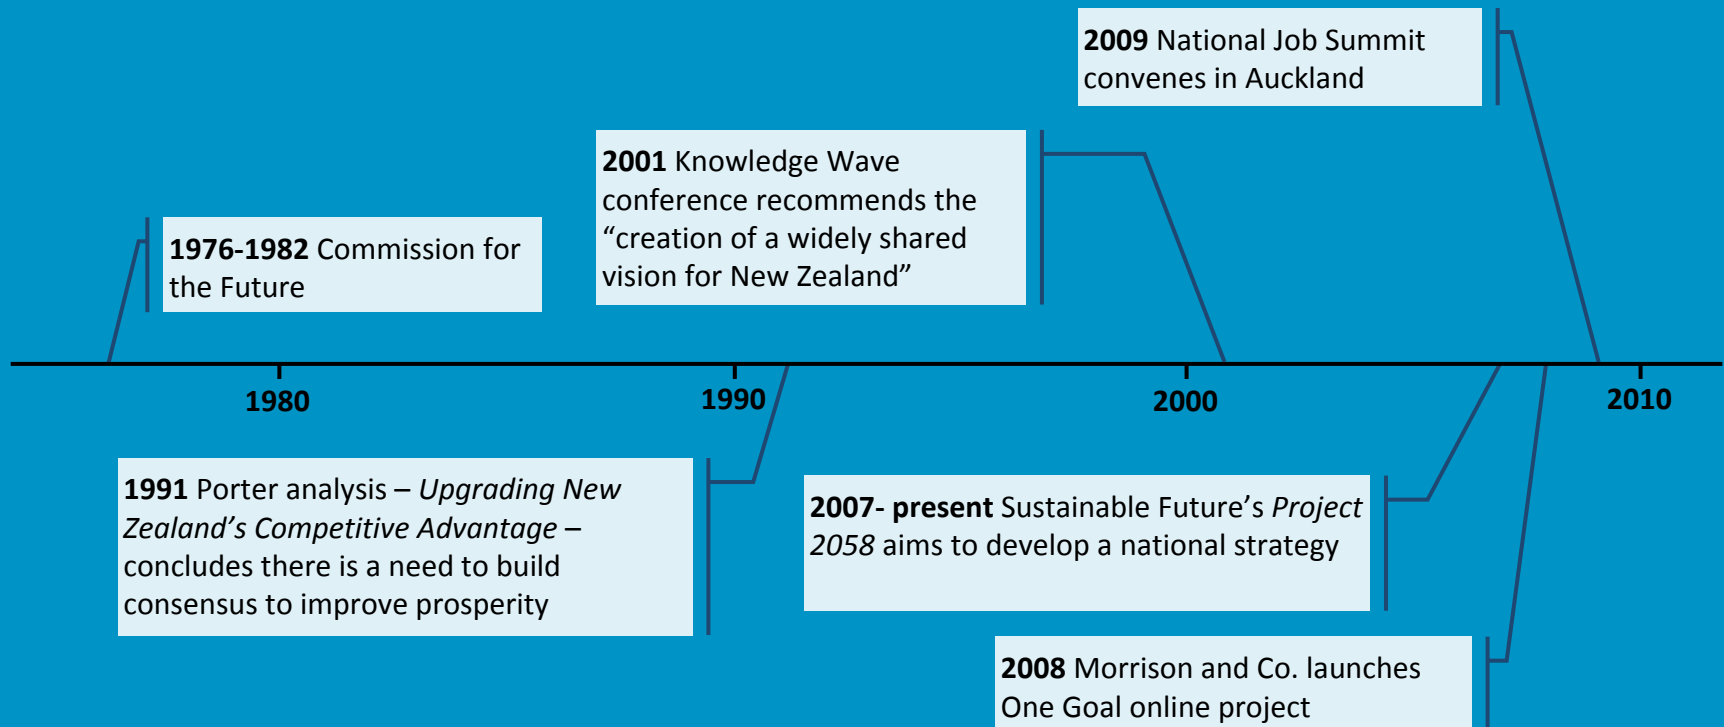 2009 National Job Summit
convenes in Auckland
2001 Knowledge Wave
conference recommends the
“creation of a widely shared
vision for New Zealand”
1976-1982 Commission for
the Future
1980
1990
2000
2010
1991 Porter analysis – Upgrading New
Zealand’s Competitive Advantage –
concludes there is a need to build
consensus to improve prosperity
2007- present Sustainable Future’s Project
2058 aims to develop a national strategy
2008 Morrison and Co. launches
One Goal online project